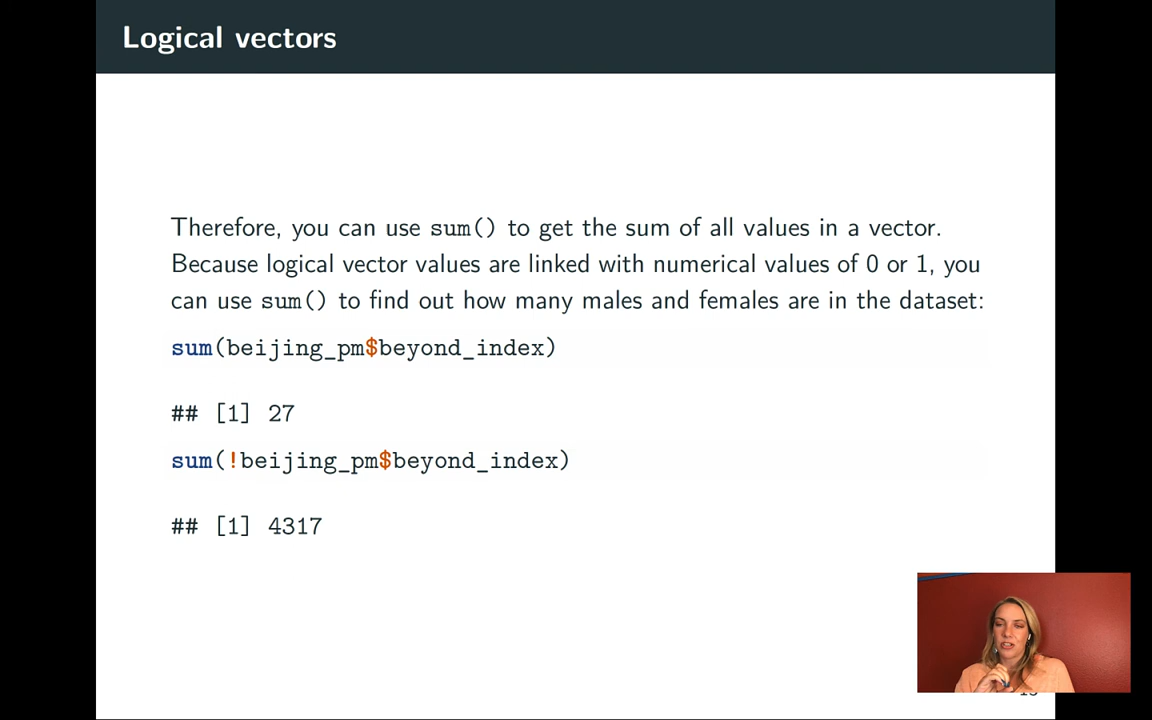 Logical vectors
Therefore, you can use sum() to get the sum of all values in a vector.
Because logical vector values are linked with numerical values of 0 or 1, you
can use sum() to find out how many males and females are in the dataset:
sum(beijing_pm$beyond_index)
## [1] 27
sum(!beijing_pm$beyond_index)
## [1] 4317